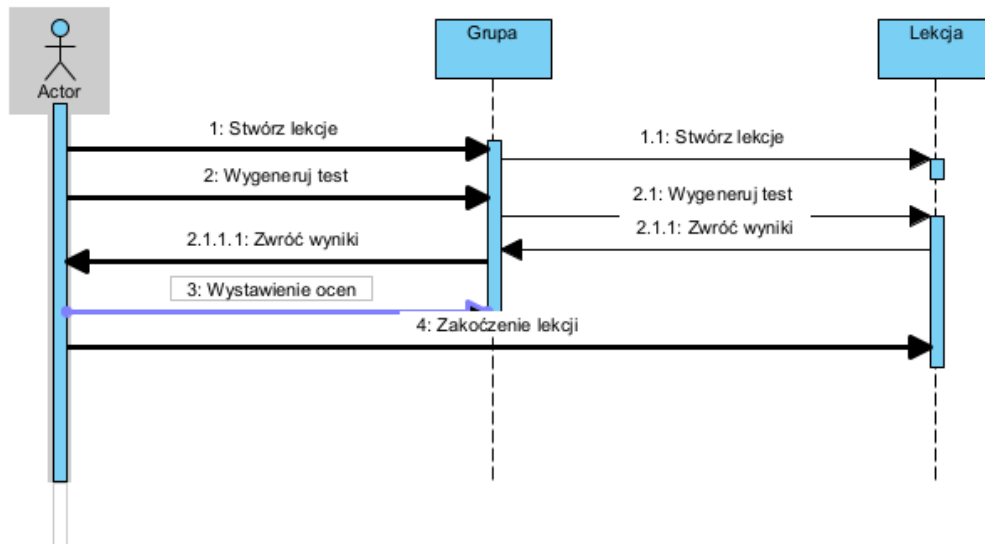 Grupa
Lekcja
Actor
1: Stwórz lekcje
1.1: Stwórz lekcje
2: Wygeneruj test
2.1: Wygeneruj test
2.1.1: Zwróć wyniki
2.1.1.1: Zwróć wyniki
3: Wystawienie ocen
4: Zakoćzenie lekcji